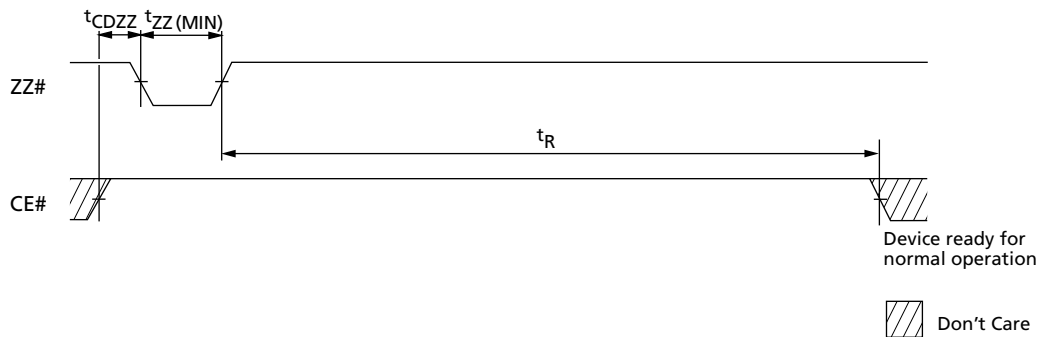 tCDZZ tZZ (MIN)
ZZ#
tR
CE#
Device ready for
normal operation
Don't Care